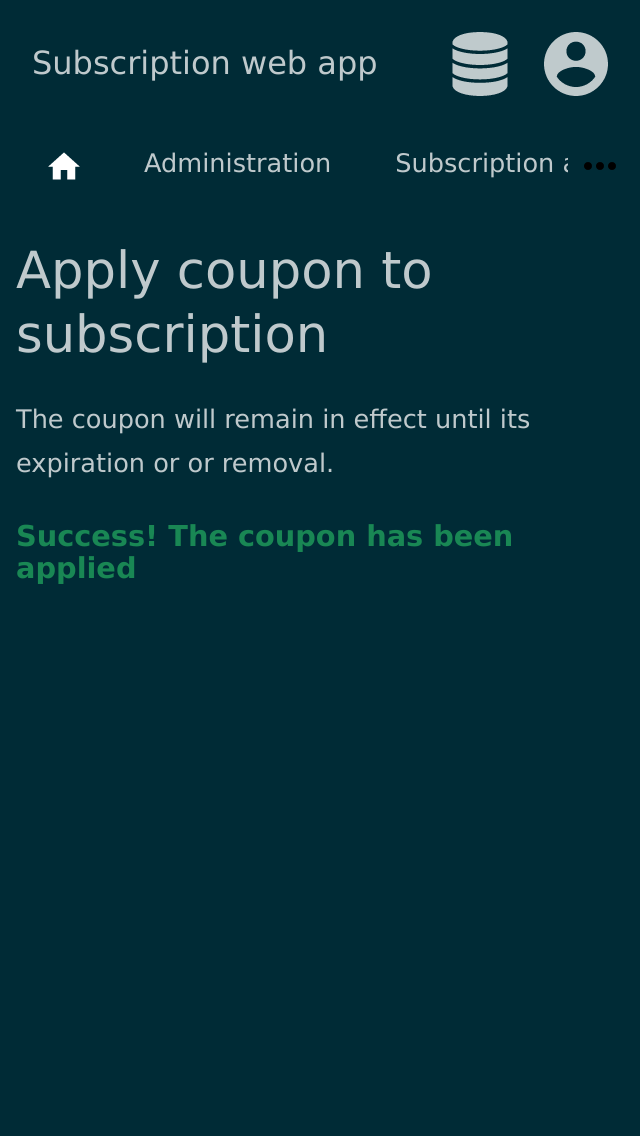 Subscription web app
Administration
Subscription
Apply coupon to
subscription
The coupon will remain in effect until its
expiration or or removal.
Success! The coupon has been
applied